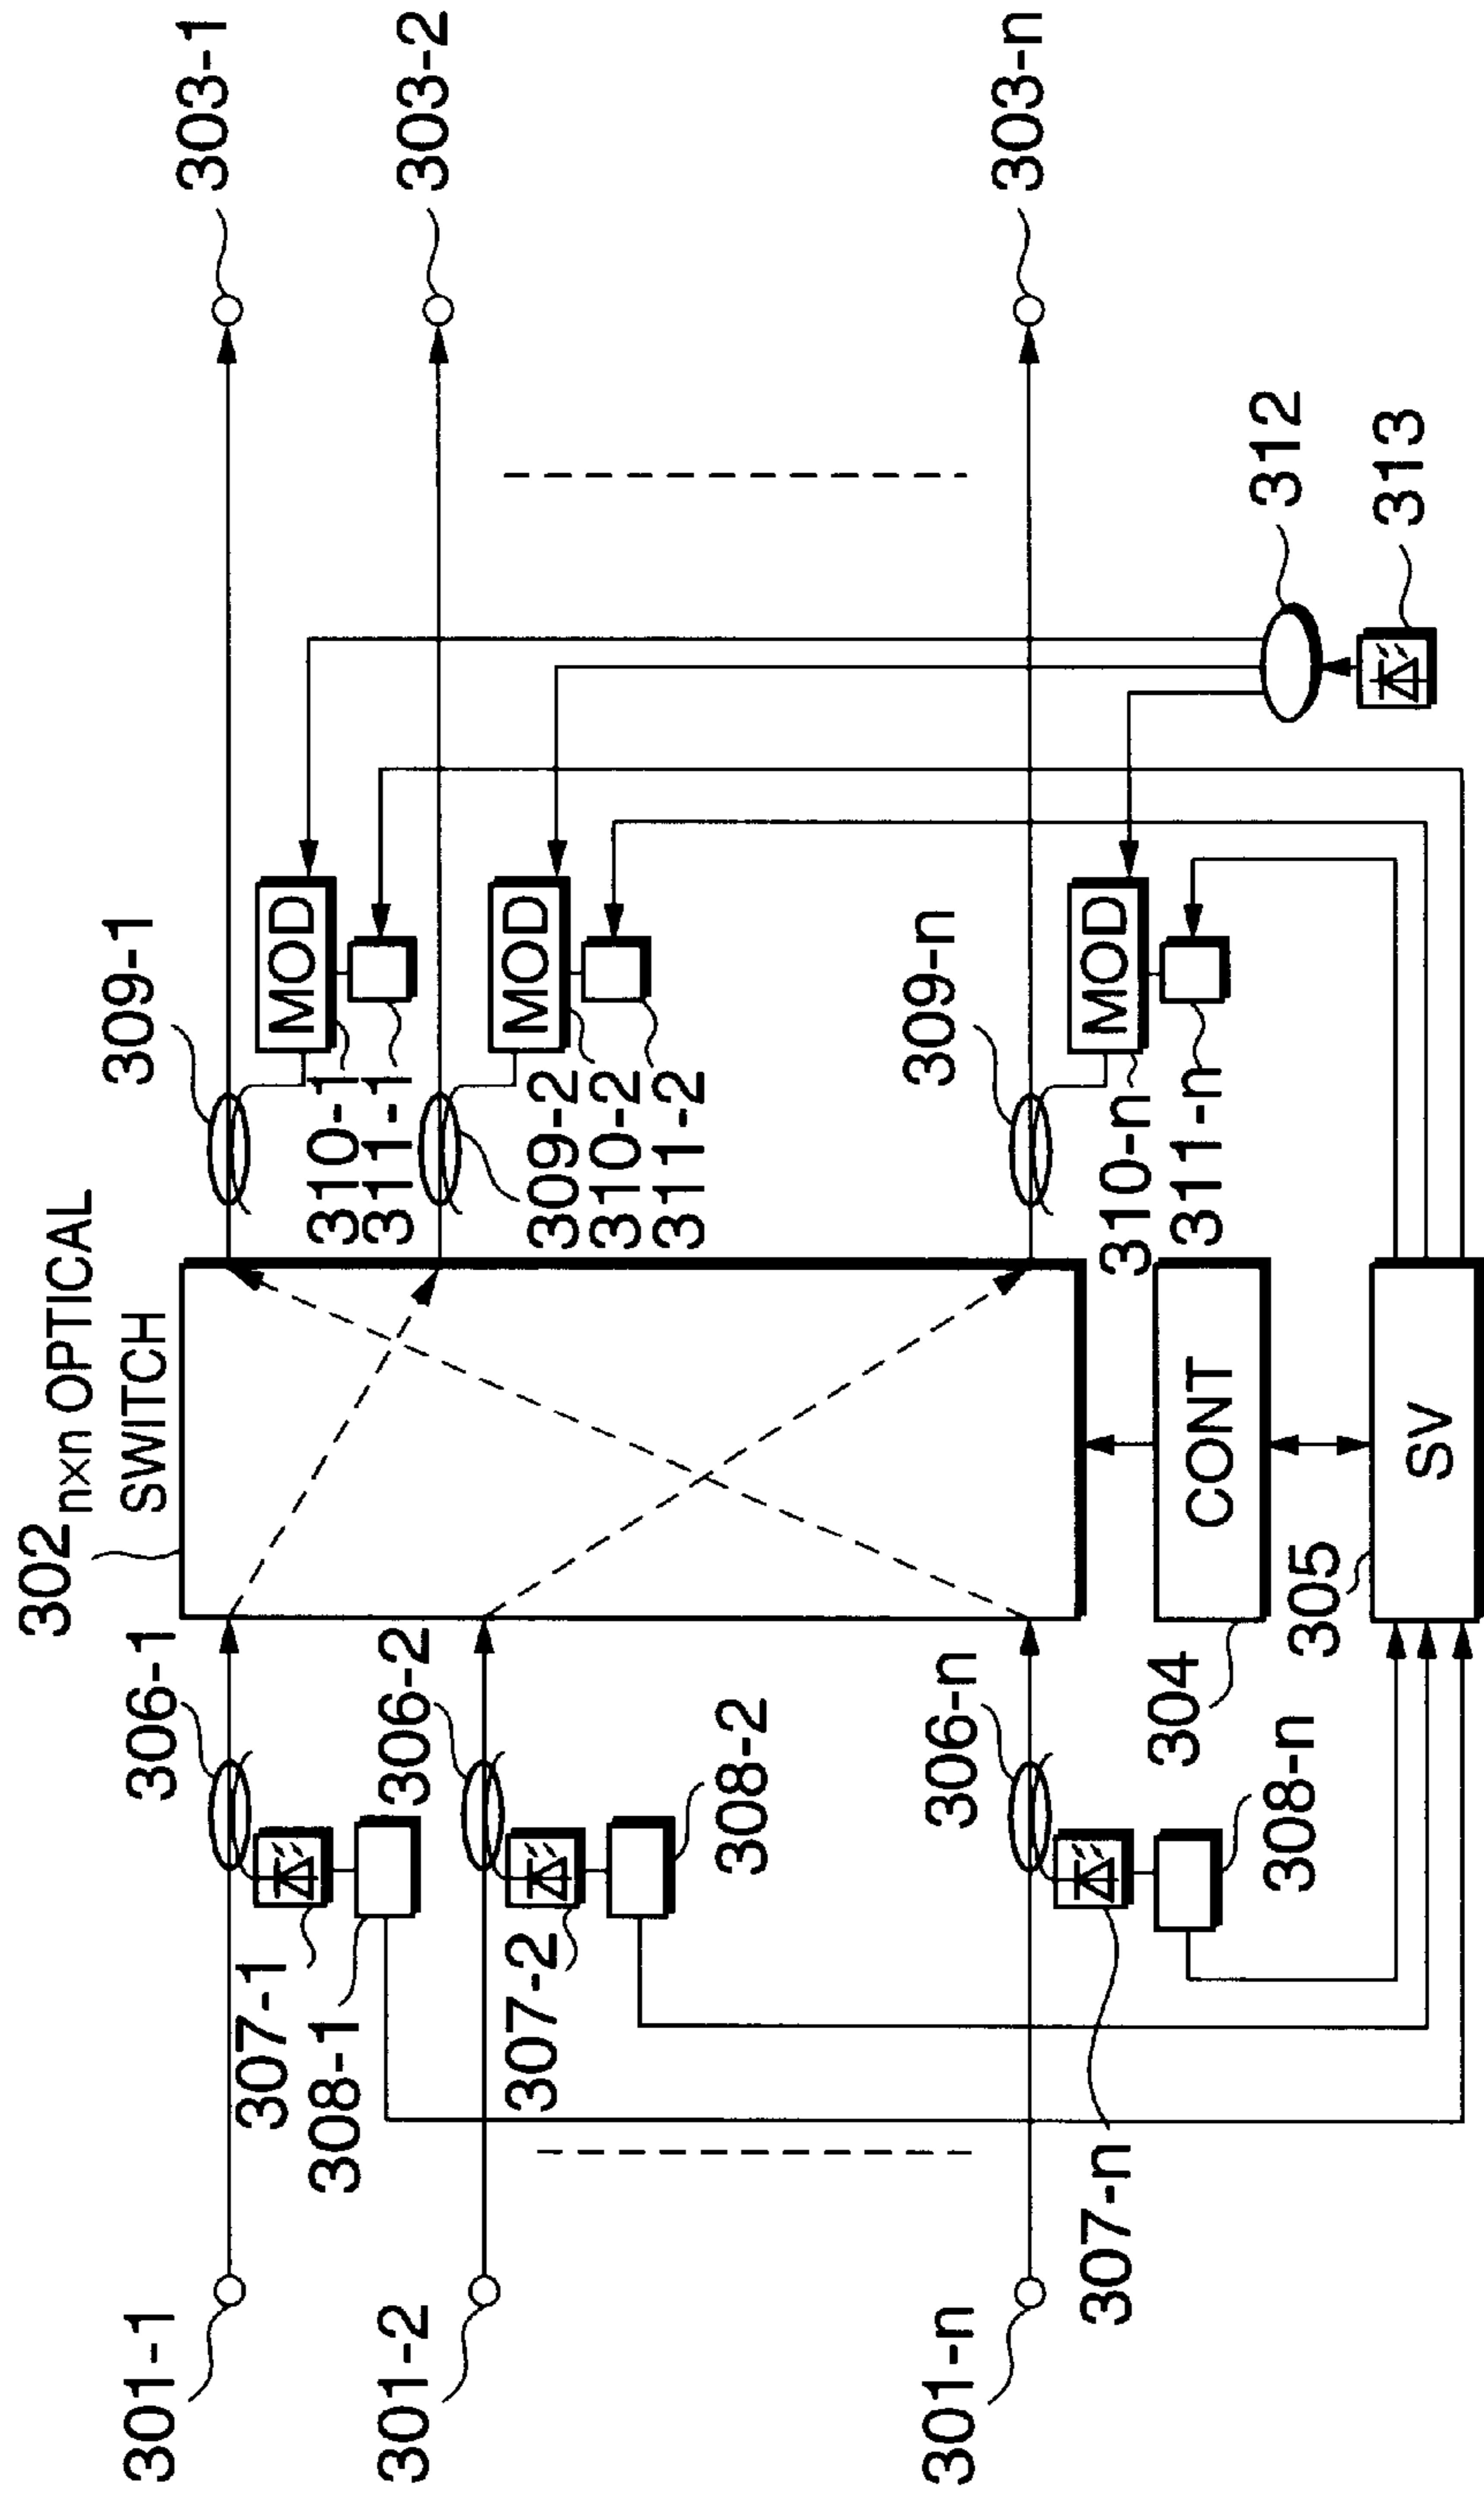 302
nxn OPTICAL
SWITCH
301-1
306-1
309-1
303-1
307-1
308-1
MOD
310-1
311-1
301-2
306-2
303-2
307-2
308-2
MOD
309-2
310-2
311-2
301-n
306-n
309-n
303-n
307-n
308-n
MOD
310-n
311-n
304
CONT
305
SV
312
313